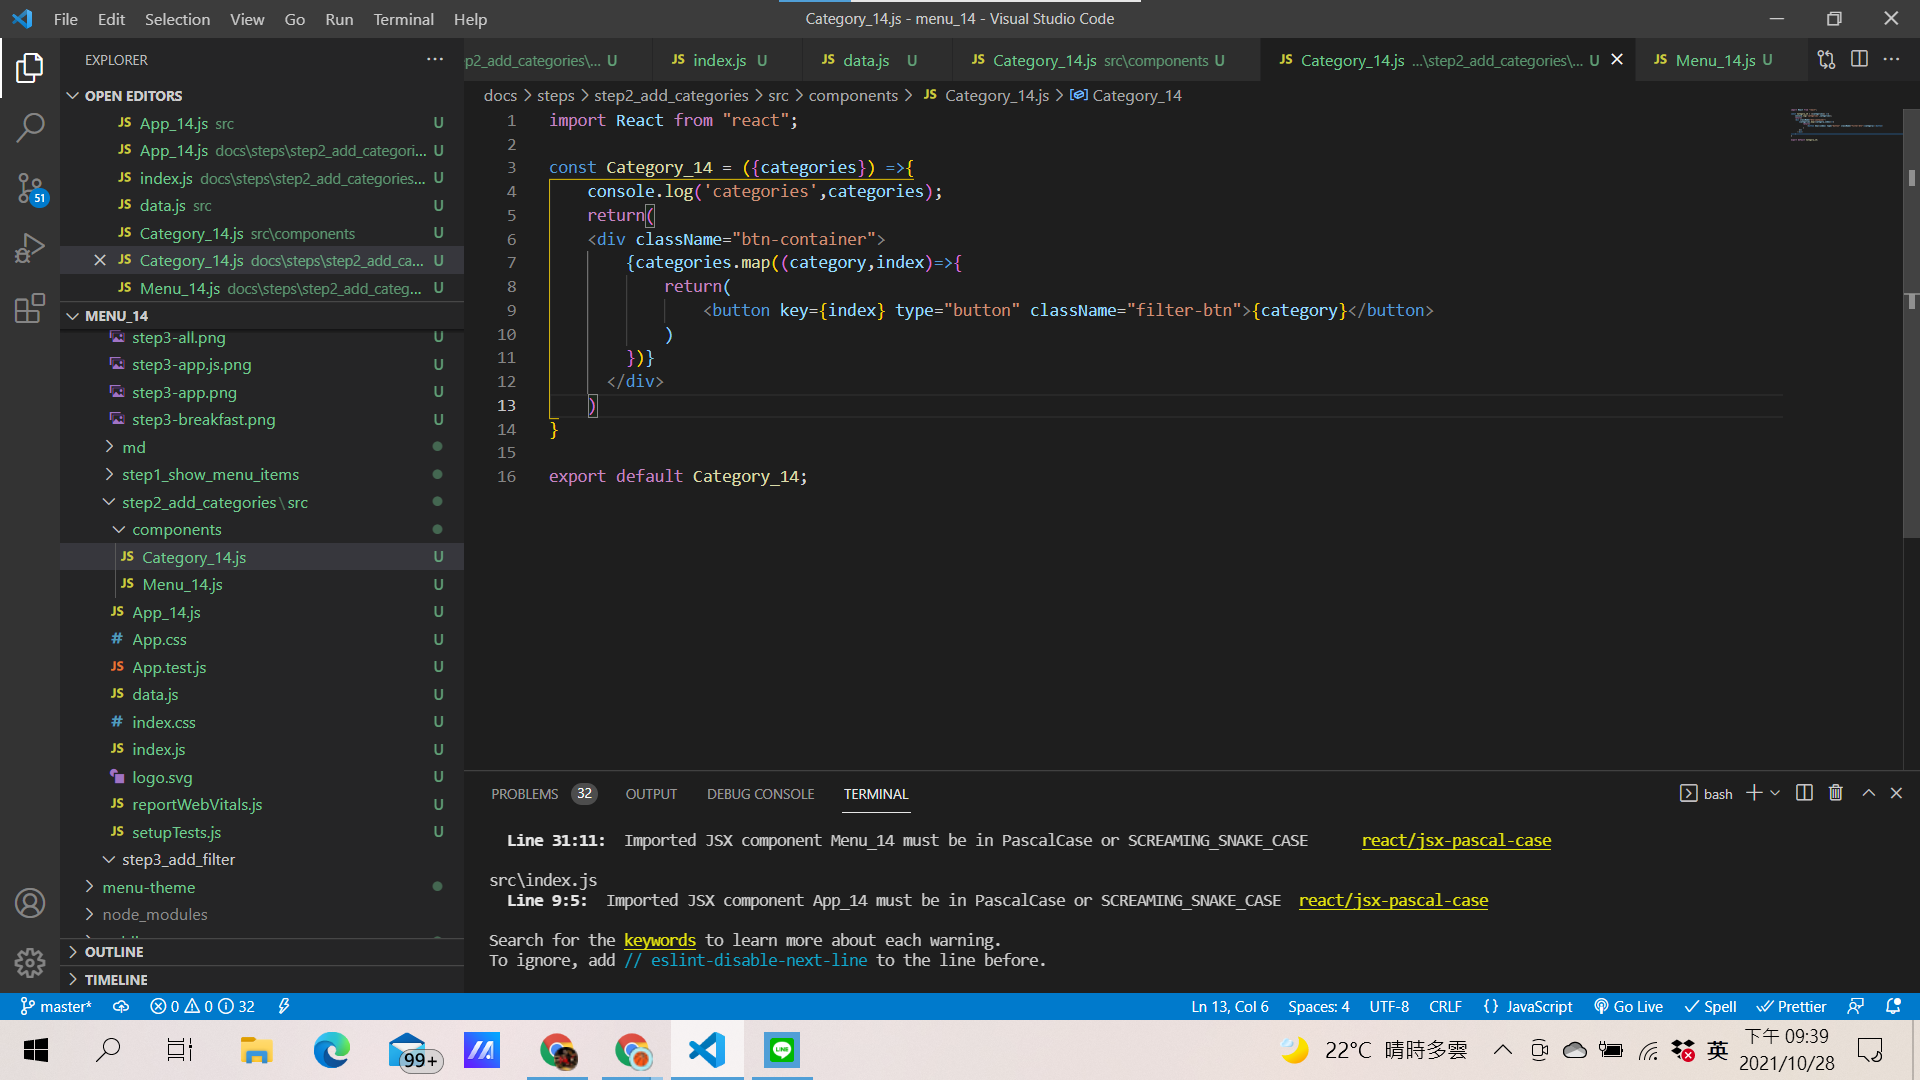 File Edit Selection View Go Run Terminal Help
Category_14.js - menu_14 - Visual Studio Code
EXPLORER
OPEN EDITORS
JS App_14.js src U
JS App_14.js docs\steps\step2_add_categori... U
JS index.js docs\steps\step2_add_categories... U
JS data.js src U
JS Category_14.js src\components U
JS Category_14.js docs\steps\step2_add_ca... U
JS Menu_14.js docs\steps\step2_add_categ... U
MENU_14
step3-all.png U
step3-app.js.png U
step3-app.png U
step3-breakfast.png U
md
step1_show_menu_items
step2_add_categories\src
components
JS Category_14.js U
JS Menu_14.js U
JS App_14.js U
# App.css U
JS App.test.js U
JS data.js U
# index.css U
JS index.js U
logo.svg U
JS reportWebVitals.js U
JS setupTests.js U
step3_add_filter
menu-theme
node_modules
OUTLINE
TIMELINE
51
p2_add_categories\... U
JS index.js U
JS data.js U
JS Category_14.js src\components U
JS Category_14.js ...\step2_add_categories\... U
JS Menu_14.js U
docs > steps > step2_add_categories > src > components > JS Category_14.js > Category_14
1 import React from "react";
2
3 const Category_14 = ({categories}) =>{
4 console.log('categories',categories);
5 return(
6 <div className="btn-container">
7 {categories.map((category,index)=>{
8 return(
9 <button key={index} type="button" className="filter-btn">{category}</button>
10 )
11 })}
12 </div>
13 )
14 }
15
16 export default Category_14;
PROBLEMS 32 OUTPUT DEBUG CONSOLE TERMINAL
bash
Line 31:11: Imported JSX component Menu_14 must be in PascalCase or SCREAMING_SNAKE_CASE react/jsx-pascal-case
src\index.js
Line 9:5: Imported JSX component App_14 must be in PascalCase or SCREAMING_SNAKE_CASE react/jsx-pascal-case
Search for the keywords to learn more about each warning.
To ignore, add // eslint-disable-next-line to the line before.
master* 0 0 32
Ln 13, Col 6 Spaces: 4 UTF-8 CRLF {} JavaScript Go Live Spell Prettier
99+
LINE
22°C 晴時多雲
英
下午 09:39
2021/10/28